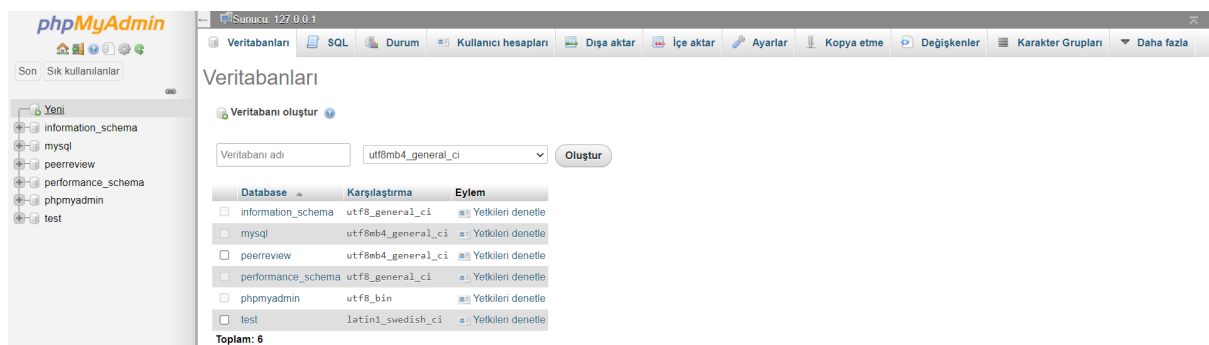 phpMyAdmin
Son Sık kullanılanlar
Yeni
information_schema
mysql
peerreview
performance_schema
phpmyadmin
test
Sunucu: 127.0.0.1
Veritabanları SQL Durum Kullanıcı hesapları Dışa aktar İçe aktar Ayarlar Kopya etme Değişkenler Karakter Grupları Daha fazla
Veritabanları
Veritabanı oluştur
Veritabanı adı utf8mb4_general_ci Oluştur
Database Karşılaştırma Eylem
information_schema utf8_general_ci Yetkileri denetle
mysql utf8mb4_general_ci Yetkileri denetle
peerreview utf8mb4_general_ci Yetkileri denetle
performance_schema utf8_general_ci Yetkileri denetle
phpmyadmin utf8_bin Yetkileri denetle
test latin1_swedish_ci Yetkileri denetle
Toplam: 6